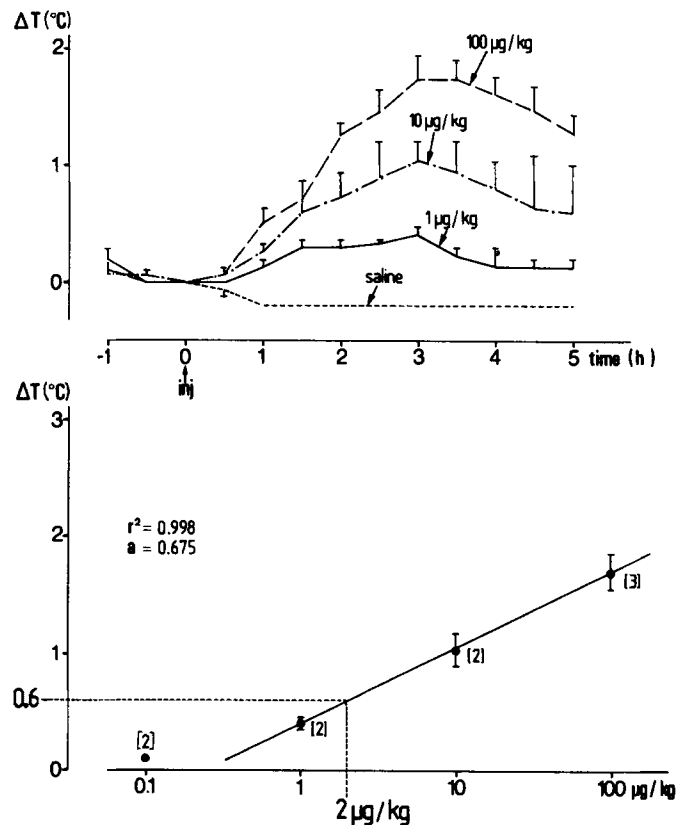 ΔT (°C)
2
1
0
100 µg/kg
10 µg/kg
1 µg/kg
saline
-1 0 1 2 3 4 5 time (h)
inj
ΔT (°C)
3
2
1
0.6
0
r² = 0.998
a = 0.675
[3]
[2]
[2]
[2]
0.1 1 10 100 µg/kg
2 µg/kg